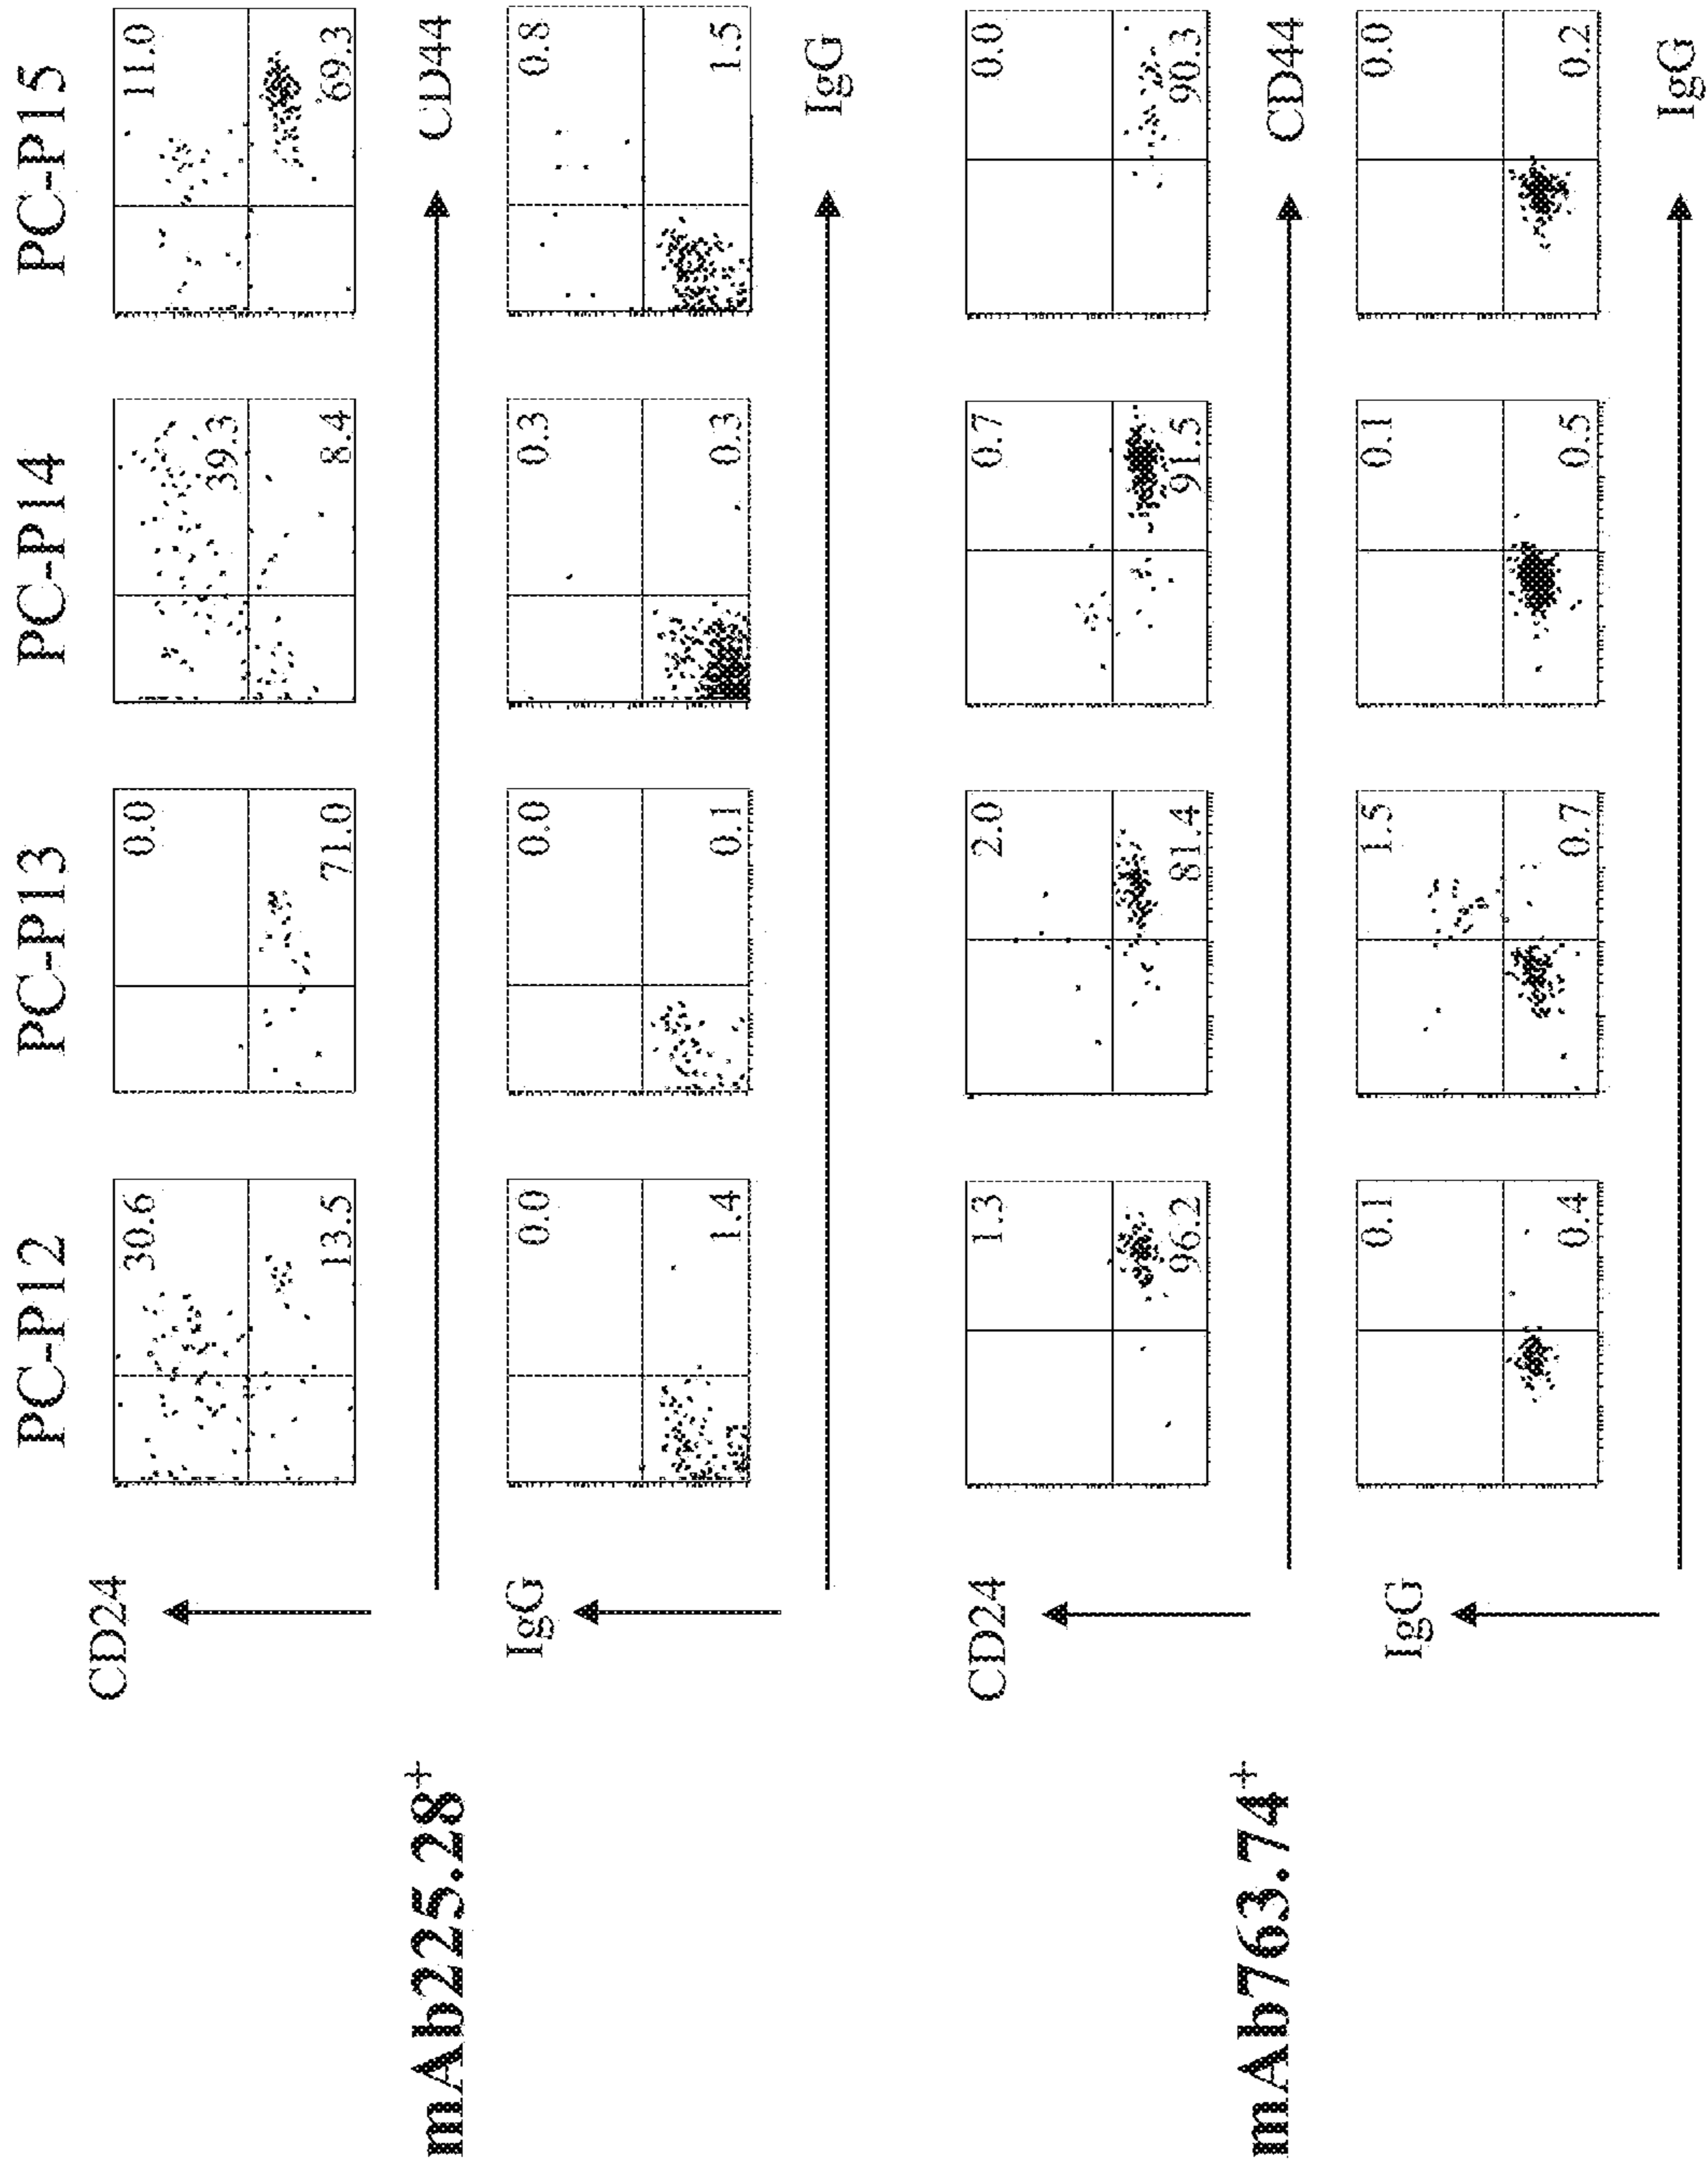 PC-P12 PC-P13 PC-P14 PC-P15
mAb225.28+
CD24
30.6 0.0 39.3 11.0
13.5 71.0 8.4 69.3
CD44
IgG
0.0 0.0 0.3 0.8
1.4 0.1 0.3 1.5
IgG
mAb763.74+
CD24
1.3 2.0 0.7 0.0
96.2 81.4 91.5 90.3
CD44
IgG
0.1 1.5 0.1 0.0
0.4 0.7 0.5 0.2
IgG